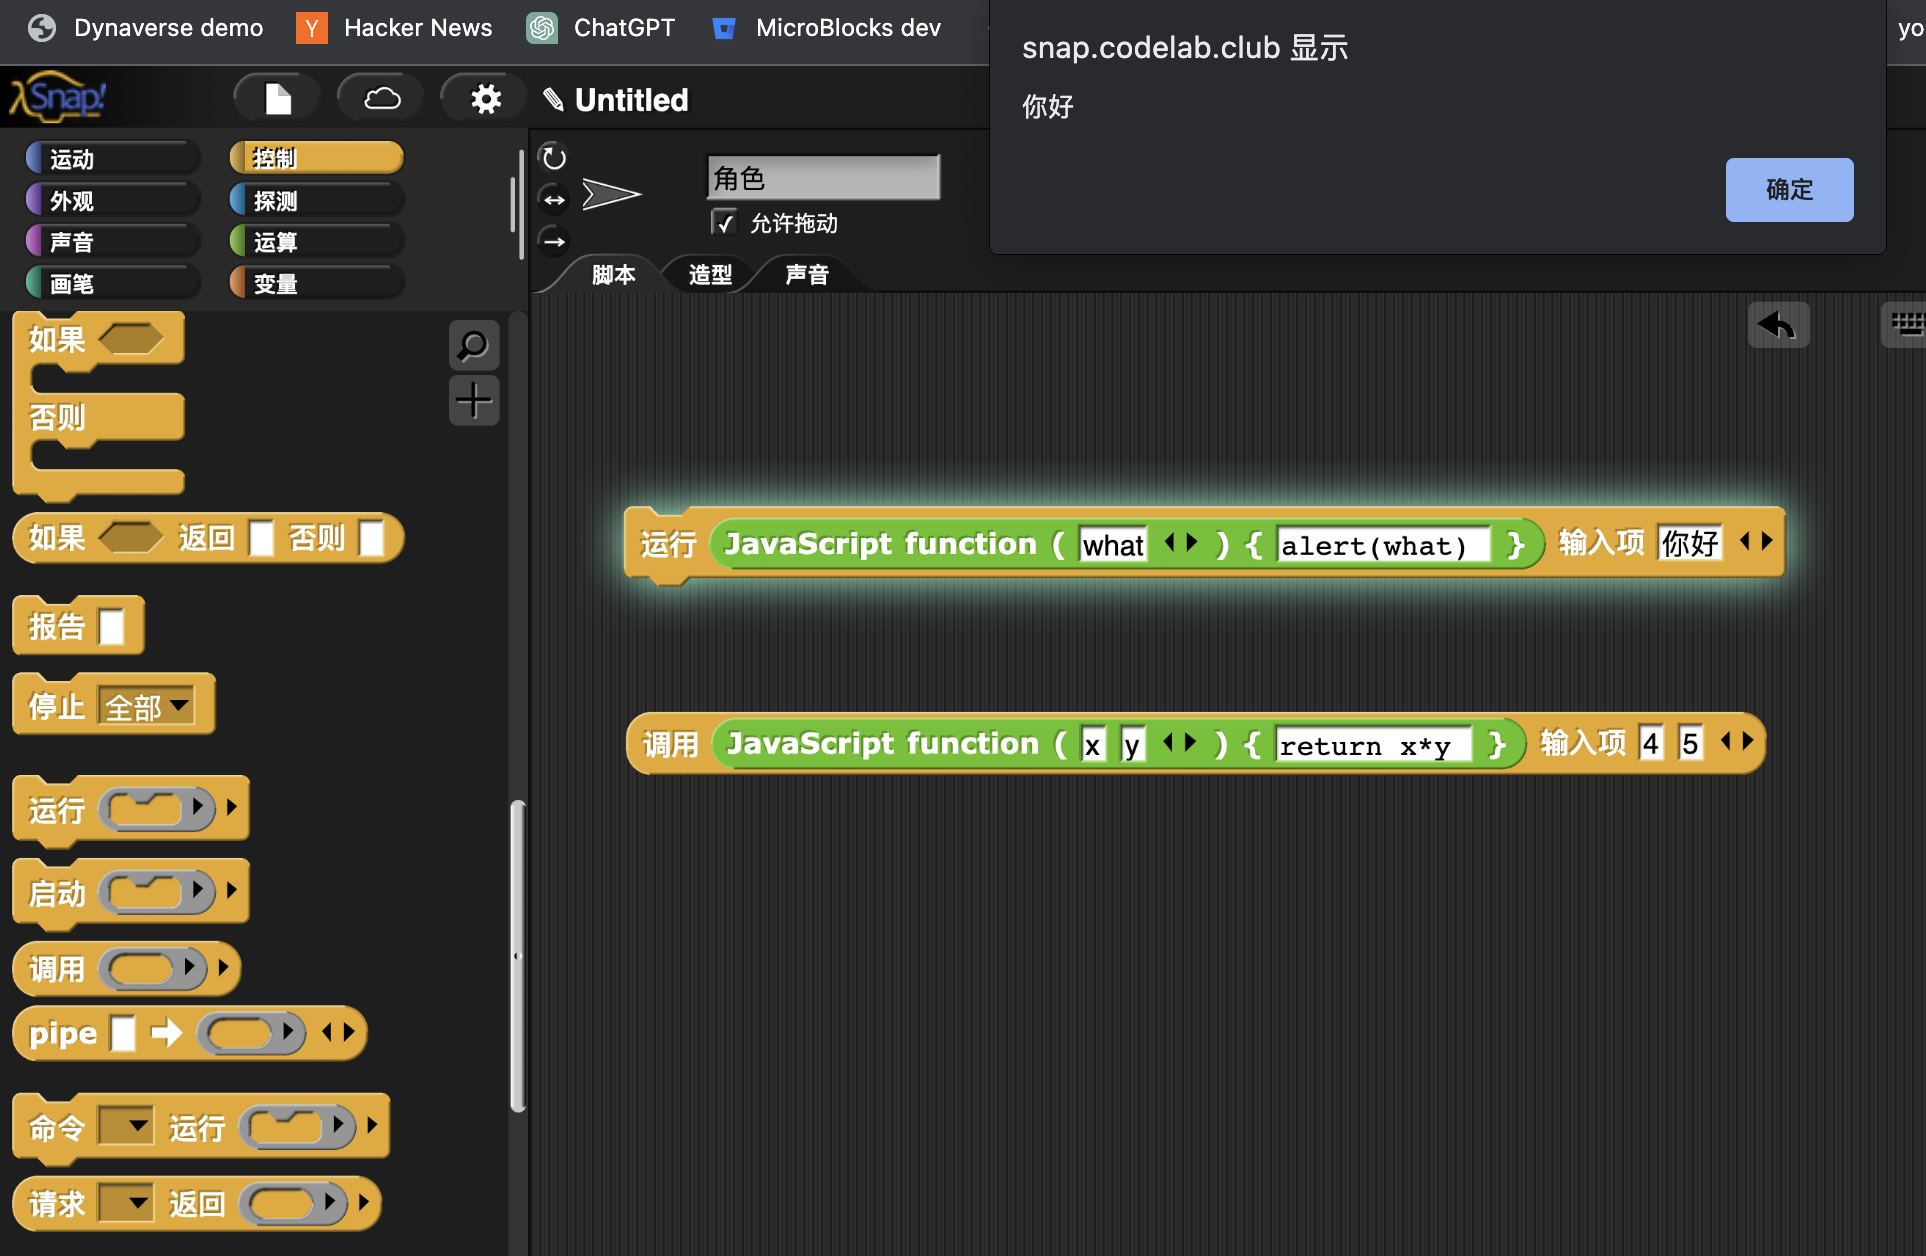 Dynaverse demo Hacker News ChatGPT MicroBlocks dev yo
snap.codelab.club 显示
你好
确定
λSnap! Untitled
运动 控制
外观 探测
声音 运算
画笔 变量
角色
允许拖动
脚本 造型 声音
如果
否则
如果 返回 否则
报告
停止 全部
运行
启动
调用
pipe
命令 运行
请求 返回
运行 JavaScript function ( what ) { alert(what) } 输入项 你好
调用 JavaScript function ( x y ) { return x*y } 输入项 4 5